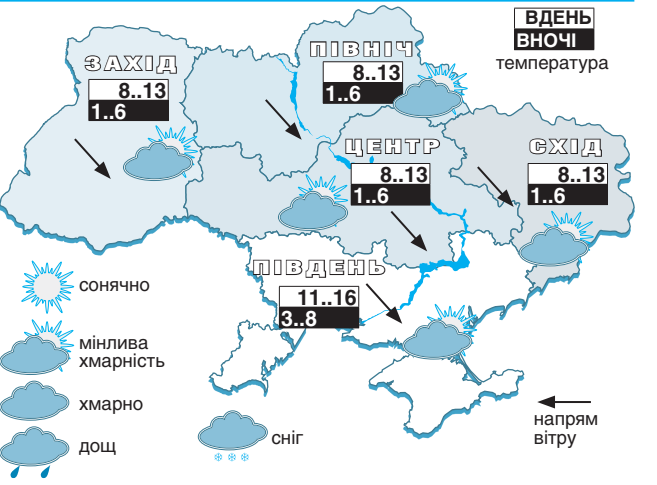 ВДЕНЬ
ВНОЧІ
температура
ЗАХІД
8..13
1..6
ПІВНІЧ
8..13
1..6
ЦЕНТР
8..13
1..6
СХІД
8..13
1..6
ПІВДЕНЬ
11..16
3..8
сонячно
мінлива
хмарність
хмарно
дощ
сніг
напрям
вітру